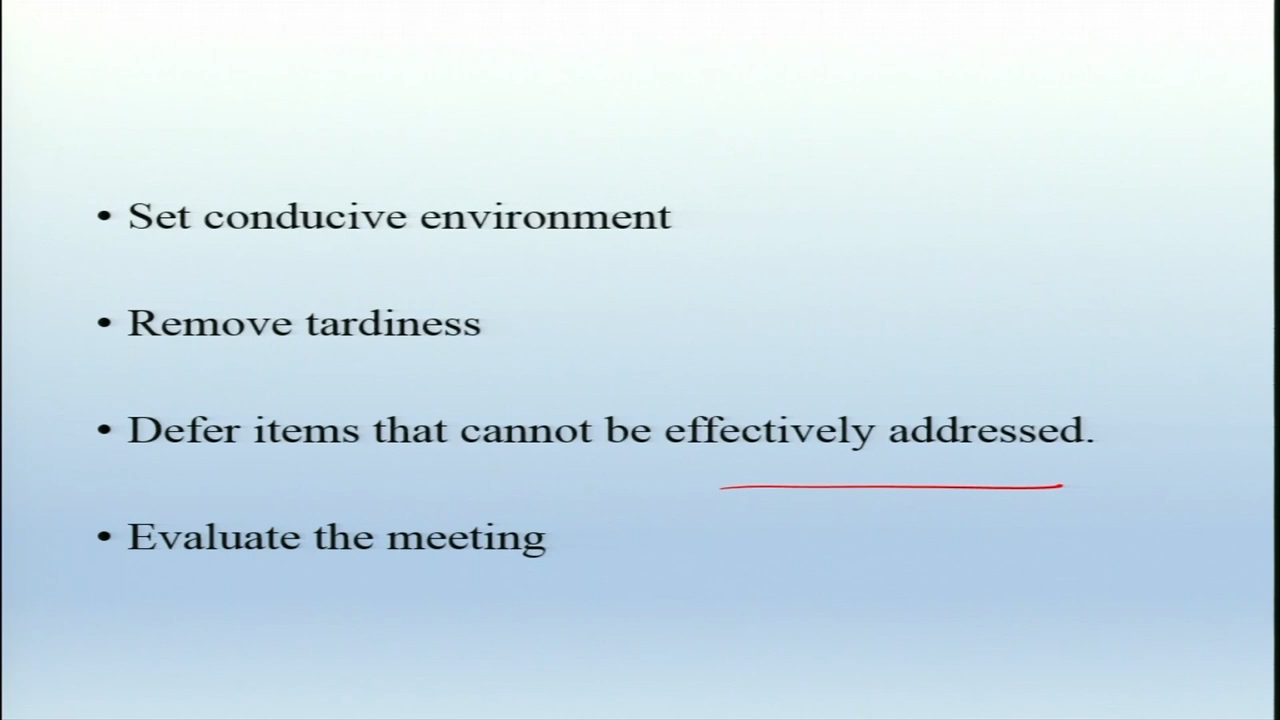 • Set conducive environment
• Remove tardiness
• Defer items that cannot be effectively addressed.
• Evaluate the meeting